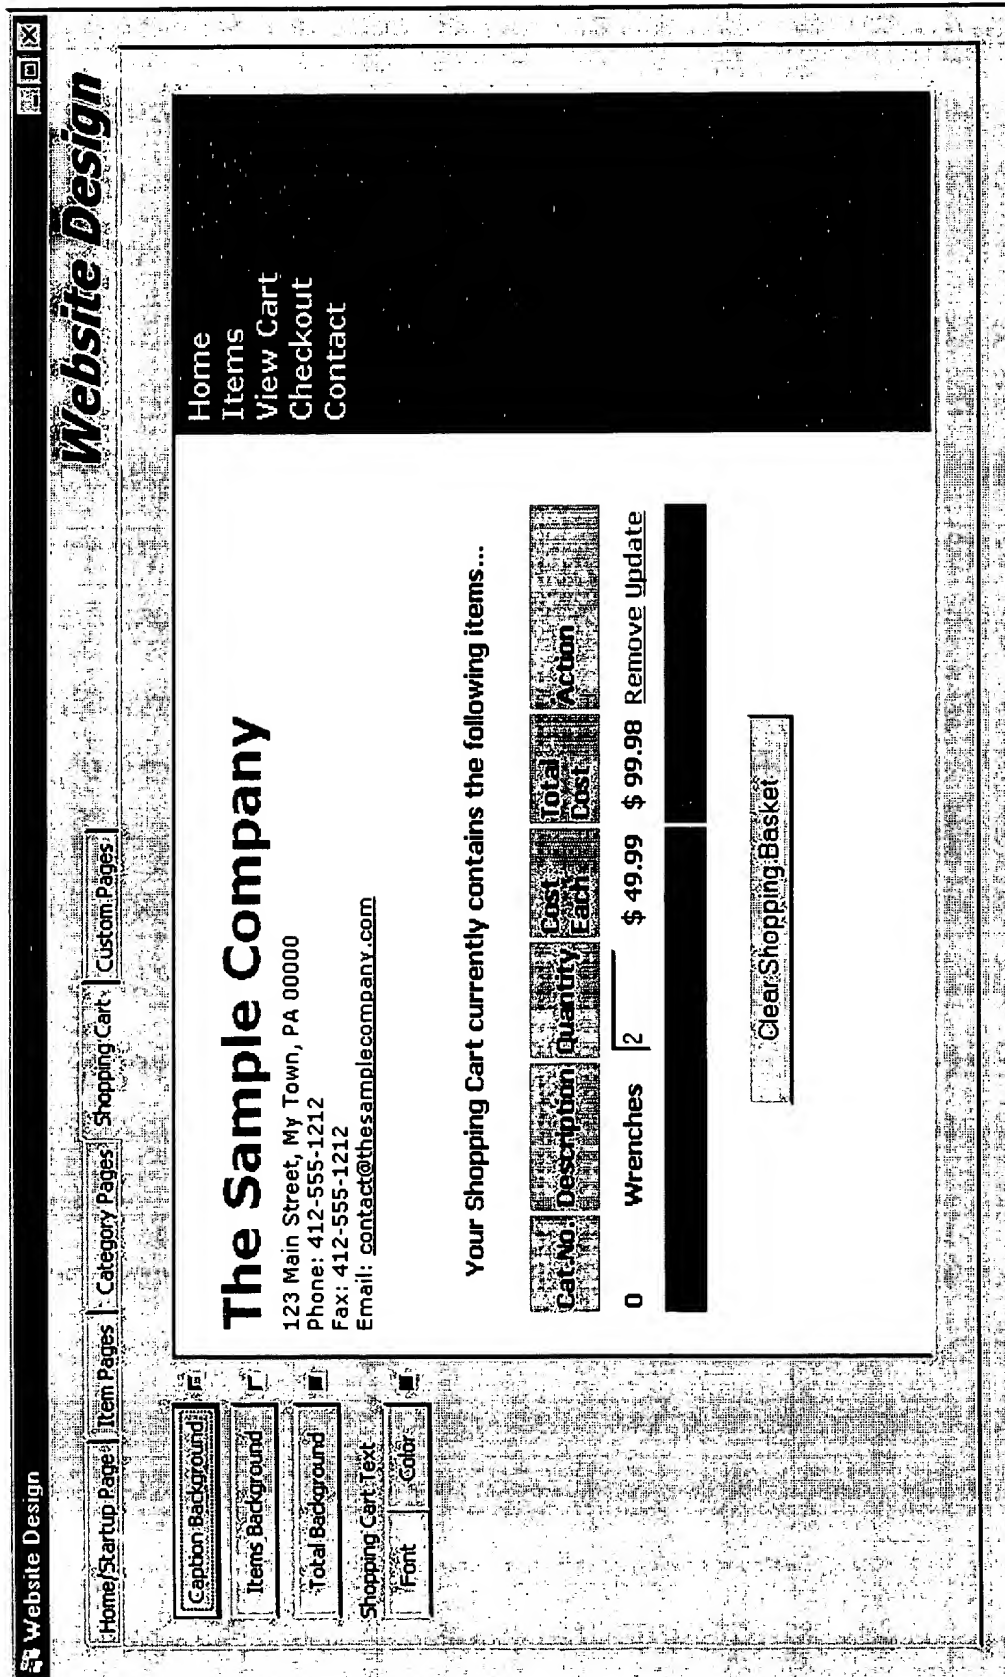 Website Design
Website Design
Home/Startup Page
Item Pages
Category Pages
Shopping Cart
Custom Pages
Caption Background
Items Background
Total Background
Shopping Cart Text
Font
Color
The Sample Company
123 Main Street, My Town, PA 00000
Phone: 412-555-1212
Fax: 412-555-1212
Email: contact@thesamplecompany.com
Home
Items
View Cart
Checkout
Contact
Your Shopping Cart currently contains the following items...
Cat.No. Description Quantity Cost Each Total Cost Action
0 Wrenches 2 $ 49.99 $ 99.98 Remove Update
Clear Shopping Basket